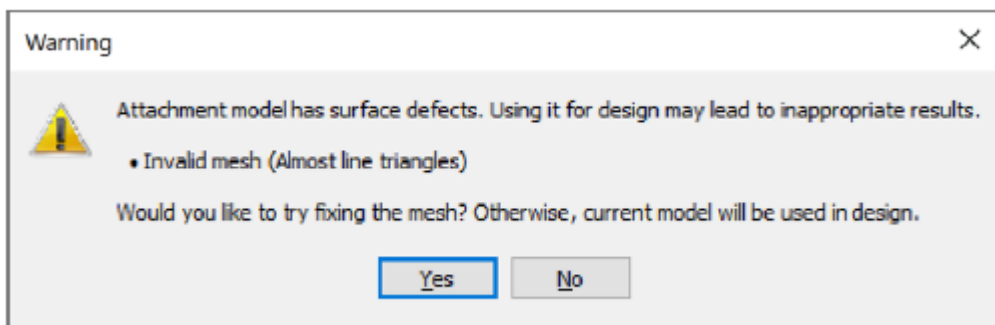 Warning
Attachment model has surface defects. Using it for design may lead to inappropriate results.
• Invalid mesh (Almost line triangles)
Would you like to try fixing the mesh? Otherwise, current model will be used in design.
Yes No